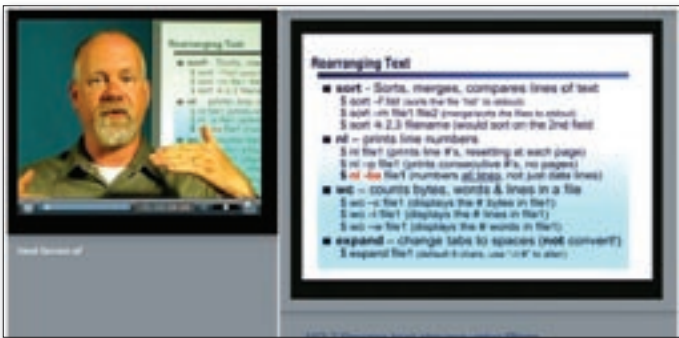 Rearranging Text
Rearranging Text
■ sort - Sorts, merges, compares lines of text
$ sort -f list (sorts the file "list" to stdout)
$ sort -m file1 file2 (merge/sorts the files to stdout)
$ sort -k 2,3 filename (would sort on the 2nd field
■ nl – prints line numbers
$ nl file1 (prints line #'s, resetting at each page)
$ nl -p file1 (prints consecutive #'s, no pages)
$ nl -ba file1 (numbers all lines, not just data lines)
■ wc – counts bytes, words & lines in a file
$ wc -c file1 (displays the # bytes in file1)
$ wc -l file1 (displays the # lines in file1)
$ wc -w file1 (displays the # words in file1)
■ expand – change tabs to spaces (not convert!)
$ expand file1 (default 8 chars, use